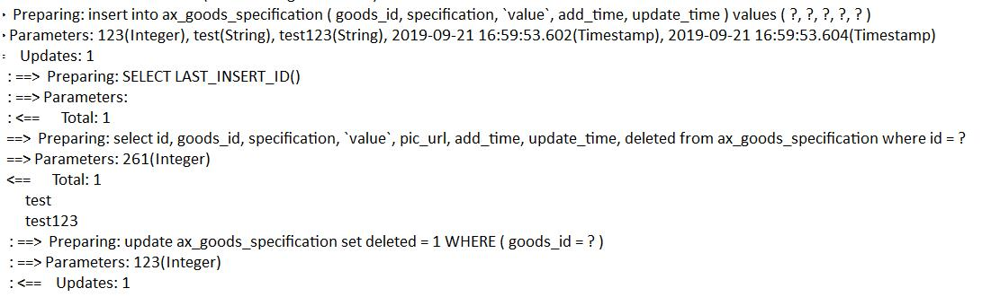 Preparing: insert into ax_goods_specification ( goods_id, specification, `value`, add_time, update_time ) values ( ?, ?, ?, ?, ? )
Parameters: 123(Integer), test(String), test123(String), 2019-09-21 16:59:53.602(Timestamp), 2019-09-21 16:59:53.604(Timestamp)
Updates: 1
: ==> Preparing: SELECT LAST_INSERT_ID()
: ==> Parameters:
: <== Total: 1
==> Preparing: select id, goods_id, specification, `value`, pic_url, add_time, update_time, deleted from ax_goods_specification where id = ?
==> Parameters: 261(Integer)
<== Total: 1
test
test123
: ==> Preparing: update ax_goods_specification set deleted = 1 WHERE ( goods_id = ? )
: ==> Parameters: 123(Integer)
: <== Updates: 1